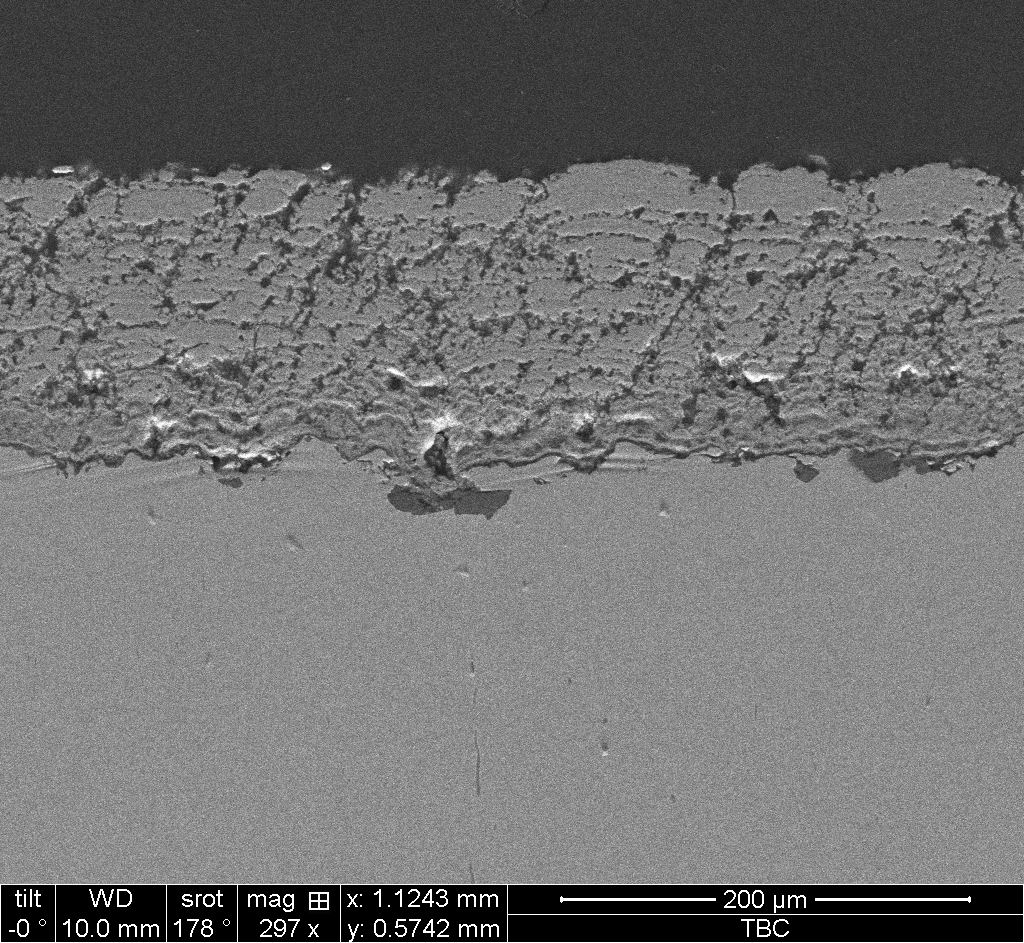 tilt WD srot mag x: 1.1243 mm 200 µm
-0 ° 10.0 mm 178 ° 297 x y: 0.5742 mm TBC